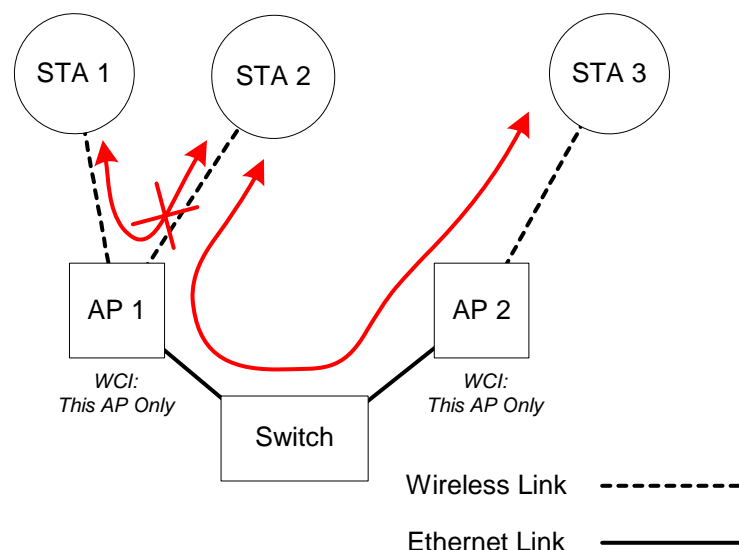 STA 1
STA 2
STA 3
AP 1
AP 2
WCI:
This AP Only
WCI:
This AP Only
Switch
Wireless Link
Ethernet Link